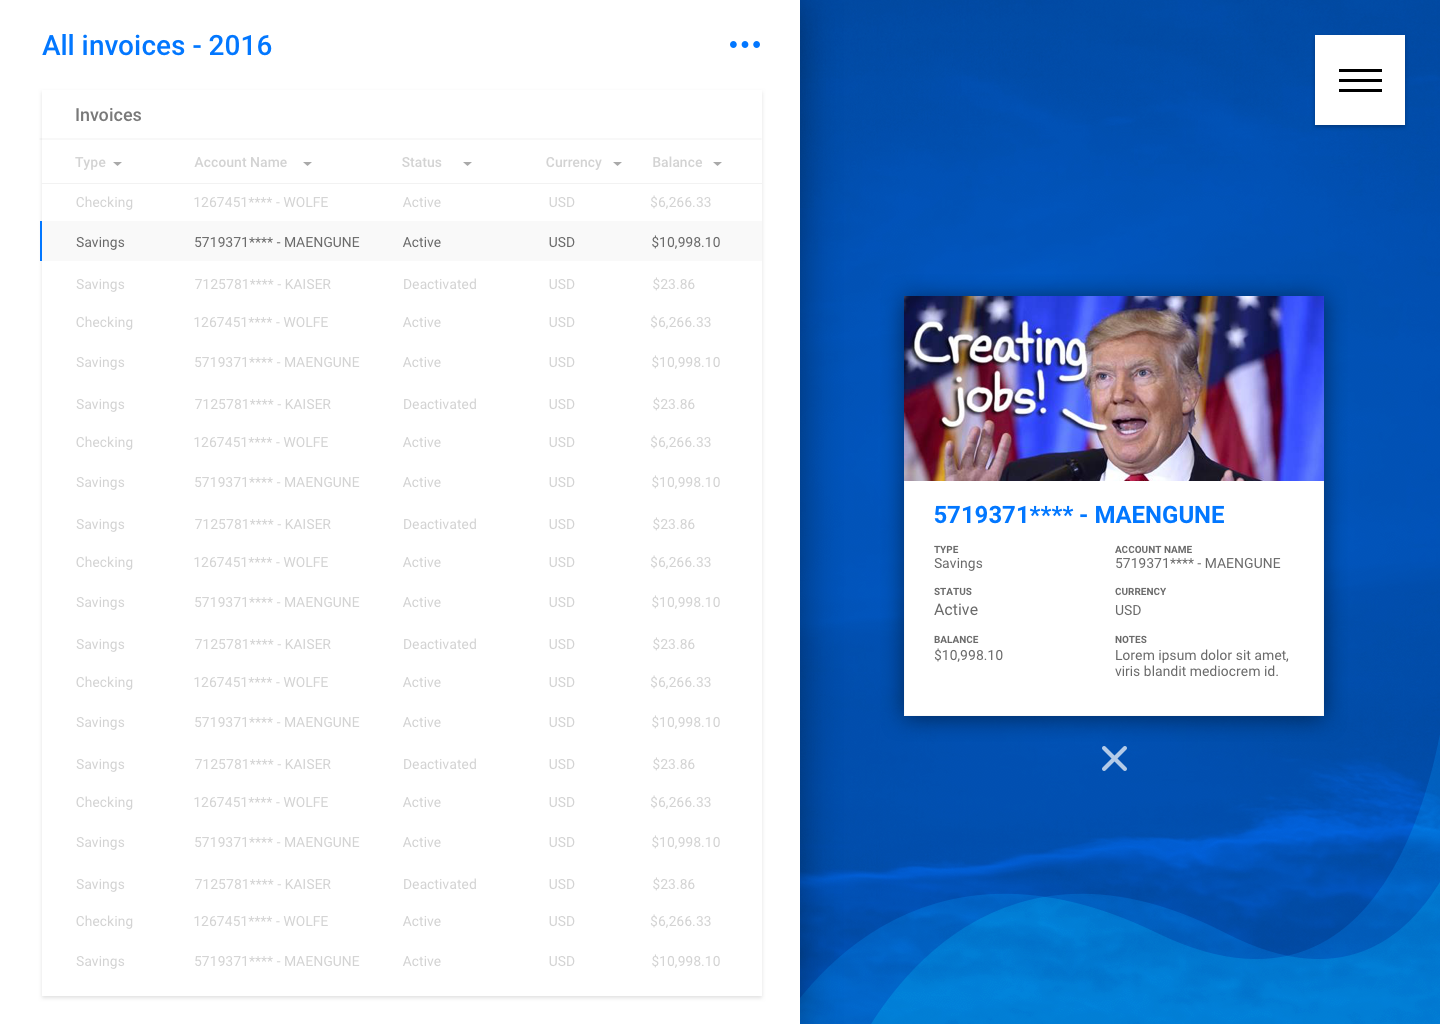 All invoices - 2016
Invoices
Type Account Name Status Currency Balance
Checking 1267451**** - WOLFE Active USD $6,266.33
Savings 5719371**** - MAENGUNE Active USD $10,998.10
Savings 7125781**** - KAISER Deactivated USD $23.86
Checking 1267451**** - WOLFE Active USD $6,266.33
Savings 5719371**** - MAENGUNE Active USD $10,998.10
Savings 7125781**** - KAISER Deactivated USD $23.86
Checking 1267451**** - WOLFE Active USD $6,266.33
Savings 5719371**** - MAENGUNE Active USD $10,998.10
Savings 7125781**** - KAISER Deactivated USD $23.86
Checking 1267451**** - WOLFE Active USD $6,266.33
Savings 5719371**** - MAENGUNE Active USD $10,998.10
Savings 7125781**** - KAISER Deactivated USD $23.86
Checking 1267451**** - WOLFE Active USD $6,266.33
Savings 5719371**** - MAENGUNE Active USD $10,998.10
Savings 7125781**** - KAISER Deactivated USD $23.86
Checking 1267451**** - WOLFE Active USD $6,266.33
Savings 5719371**** - MAENGUNE Active USD $10,998.10
Savings 7125781**** - KAISER Deactivated USD $23.86
Checking 1267451**** - WOLFE Active USD $6,266.33
Savings 5719371**** - MAENGUNE Active USD $10,998.10
Creating
jobs!
5719371**** - MAENGUNE
TYPE ACCOUNT NAME
Savings 5719371**** - MAENGUNE
STATUS CURRENCY
Active USD
BALANCE NOTES
$10,998.10 Lorem ipsum dolor sit amet,
viris blandit mediocrem id.